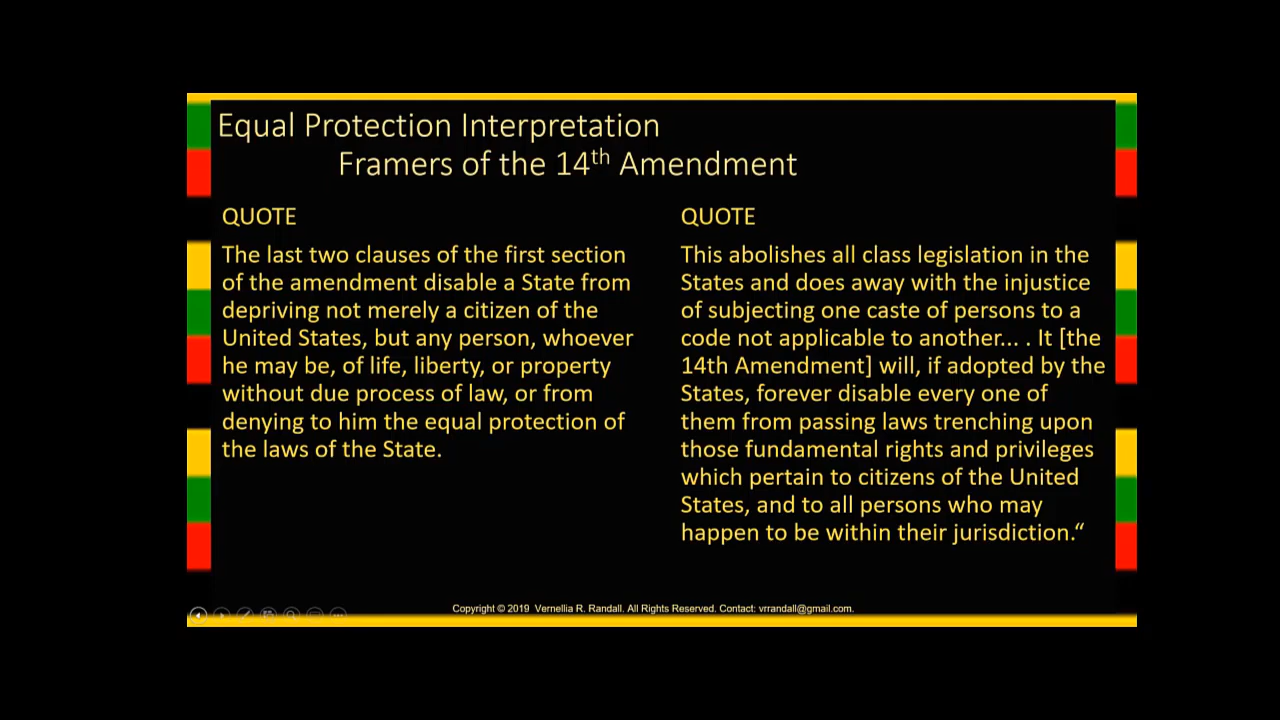 Equal Protection Interpretation
Framers of the 14th Amendment
QUOTE
The last two clauses of the first section
of the amendment disable a State from
depriving not merely a citizen of the
United States, but any person, whoever
he may be, of life, liberty, or property
without due process of law, or from
denying to him the equal protection of
the laws of the State.
QUOTE
This abolishes all class legislation in the
States and does away with the injustice
of subjecting one caste of persons to a
code not applicable to another... . It [the
14th Amendment] will, if adopted by the
States, forever disable every one of
them from passing laws trenching upon
those fundamental rights and privileges
which pertain to citizens of the United
States, and to all persons who may
happen to be within their jurisdiction.“
Copyright © 2019 Vernellia R. Randall. All Rights Reserved. Contact: vrrandall@gmail.com.